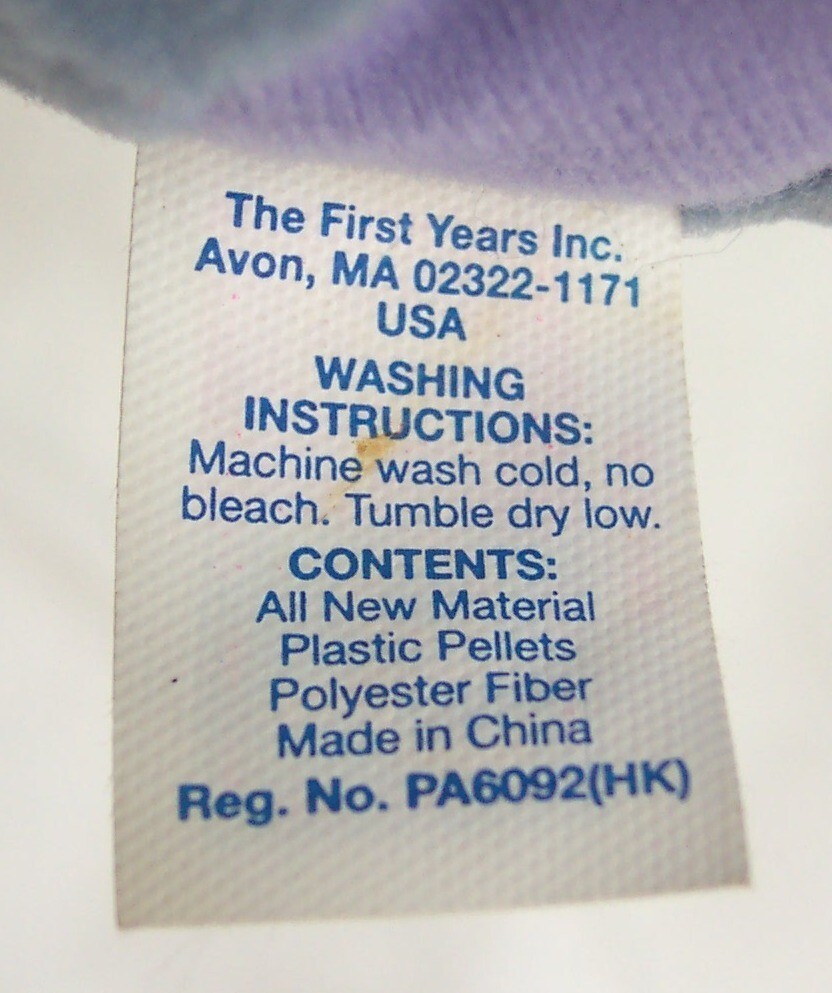 The First Years Inc.
Avon, MA 02322-1171
USA
WASHING
INSTRUCTIONS:
Machine wash cold, no
bleach. Tumble dry low.
CONTENTS:
All New Material
Plastic Pellets
Polyester Fiber
Made in China
Reg. No. PA6092(HK)